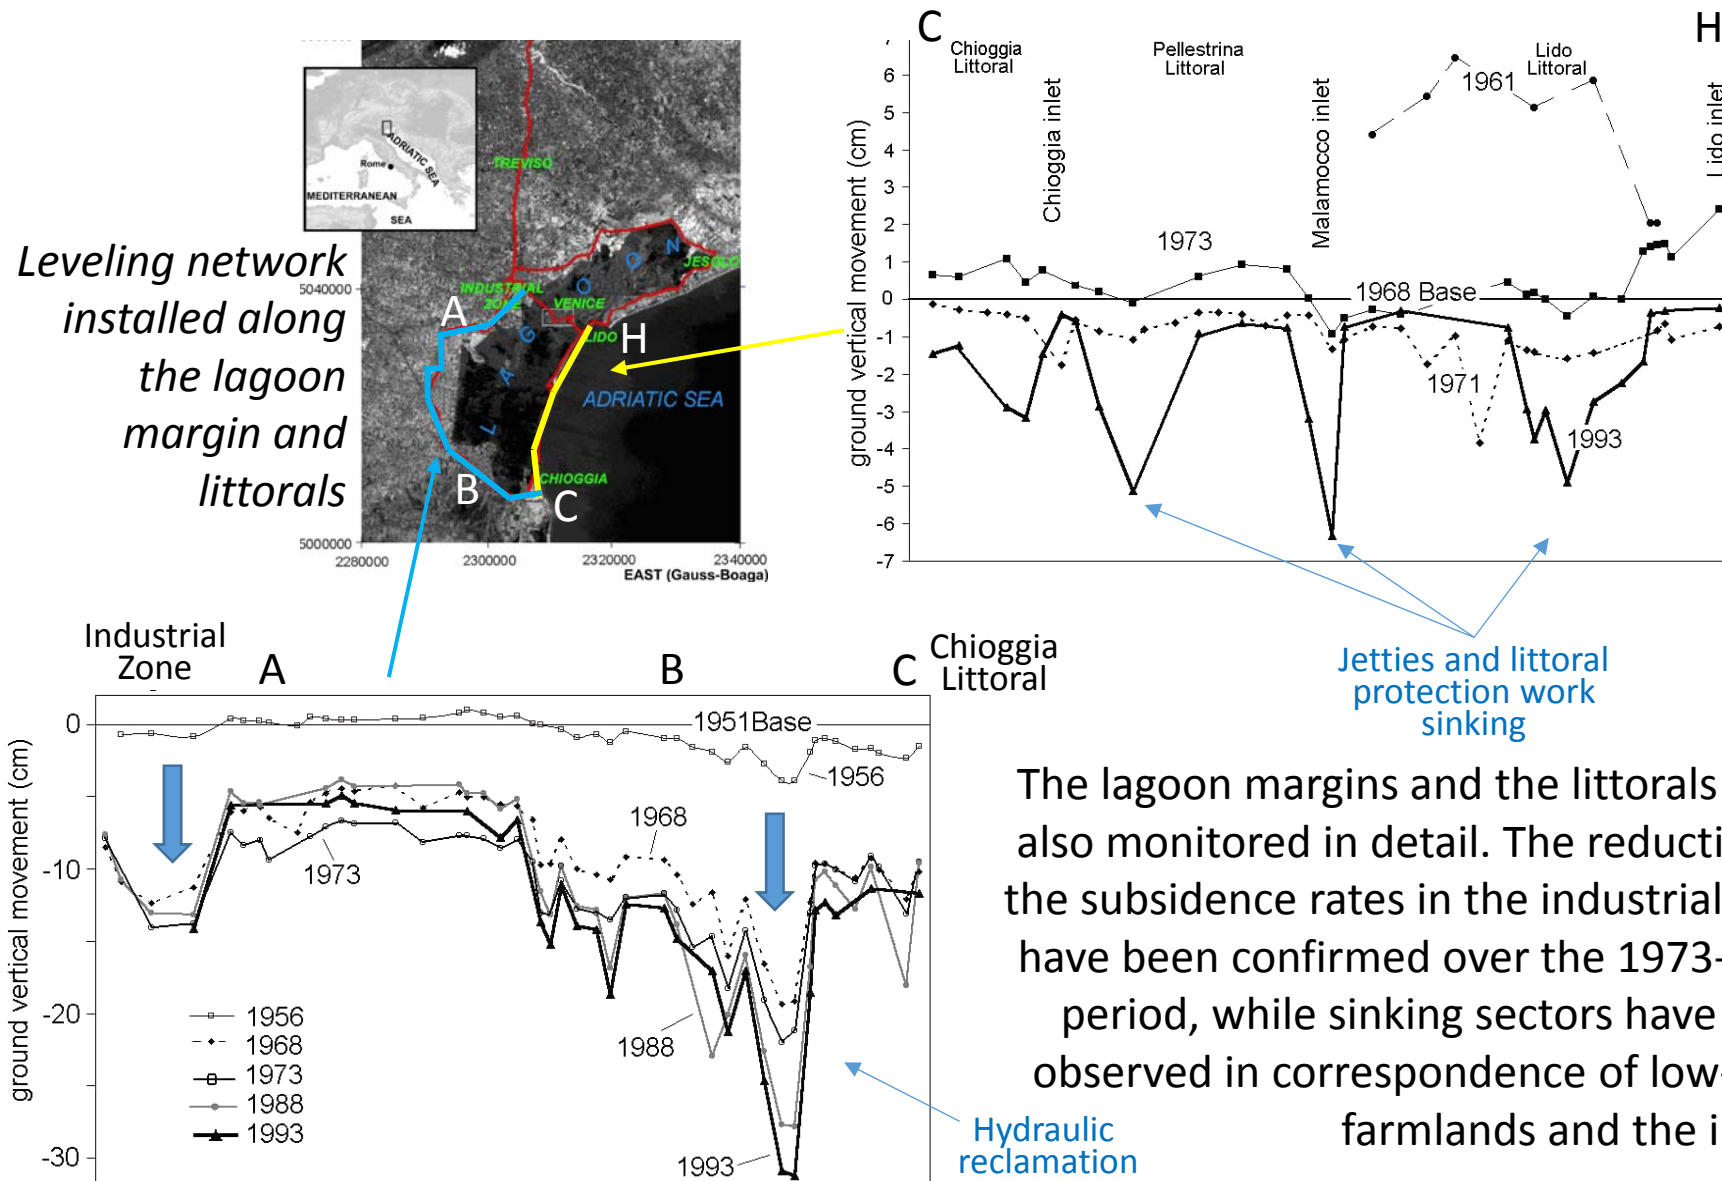 Leveling network
installed along
the lagoon
margin and
littorals
ADRIATIC SEA
Rome
MEDITERRANEAN
SEA
TREVISO
JESOLO
INDUSTRIAL
ZONE
VENICE
LIDO
LAGOON
ADRIATIC SEA
CHIOGGIA
A
B
C
H
5040000
5000000
2280000
2300000
2320000
2340000
EAST (Gauss-Boaga)
C
H
Chioggia
Littoral
Pellestrina
Littoral
Lido
Littoral
Chioggia inlet
Malamocco inlet
Lido inlet
ground vertical movement (cm)
7
6
5
4
3
2
1
0
-1
-2
-3
-4
-5
-6
-7
1961
1973
1968 Base
1971
1993
Jetties and littoral
protection work
sinking
Industrial
Zone
A
B
C
Chioggia
Littoral
ground vertical movement (cm)
0
-10
-20
-30
1951Base
1956
1968
1973
1988
1993
1956
1968
1973
1988
1993
Hydraulic
reclamation
The lagoon margins and the littorals
also monitored in detail. The reducti
the subsidence rates in the industrial
have been confirmed over the 1973-
period, while sinking sectors have
observed in correspondence of low-
farmlands and the i